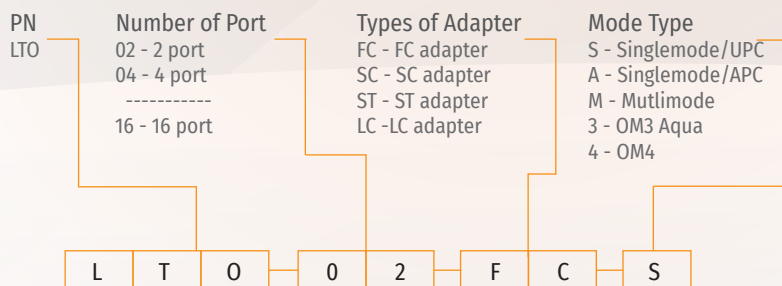 PN
LTO
Number of Port
02 - 2 port
04 - 4 port
-----------
16 - 16 port
Types of Adapter
FC - FC adapter
SC - SC adapter
ST - ST adapter
LC -LC adapter
Mode Type
S - Singlemode/UPC
A - Singlemode/APC
M - Mutlimode
3 - OM3 Aqua
4 - OM4
L T O - 0 2 - F C - S